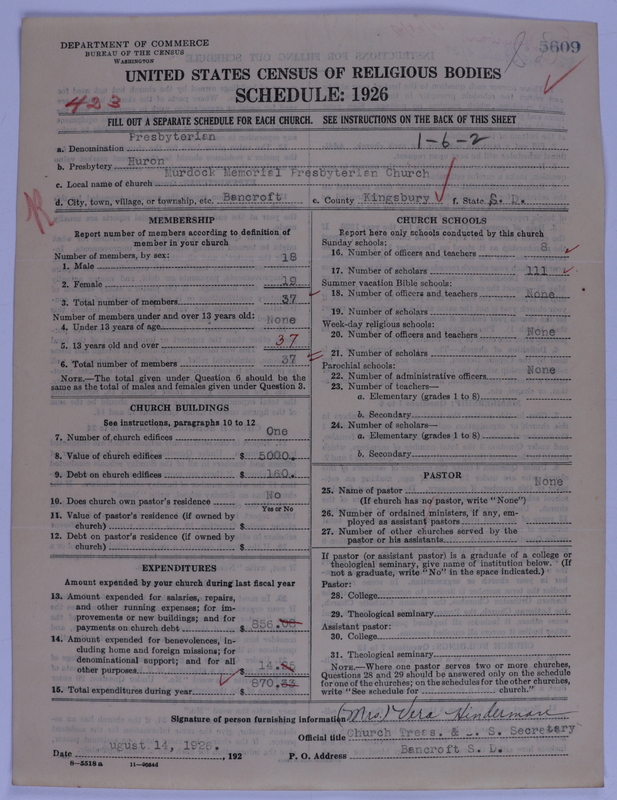 DEPARTMENT OF COMMERCE
BUREAU OF THE CENSUS
WASHINGTON
5609
UNITED STATES CENSUS OF RELIGIOUS BODIES
SCHEDULE: 1926
423
FILL OUT A SEPARATE SCHEDULE FOR EACH CHURCH. SEE INSTRUCTIONS ON THE BACK OF THIS SHEET
a. Denomination Presbyterian 1-6-2
b. Presbytery Huron
c. Local name of church Murdock Memorial Presbyterian Church
d. City, town, village, or township, etc. Bancroft e. County Kingsbury f. State S. D.
MEMBERSHIP
Report number of members according to definition of
member in your church
Number of members, by sex:
1. Male 18
2. Female 19
3. Total number of members 37
Number of members under and over 13 years old:
4. Under 13 years of age None
5. 13 years old and over 37
6. Total number of members 37
NOTE.—The total given under Question 6 should be the
same as the total of males and females given under Question 3.
CHURCH BUILDINGS
See instructions, paragraphs 10 to 12
7. Number of church edifices One
8. Value of church edifices $ 5000.
9. Debt on church edifices $ 160.
10. Does church own pastor's residence No
Yes or No
11. Value of pastor's residence (if owned by
church) $
12. Debt on pastor's residence (if owned by
church) $
EXPENDITURES
Amount expended by your church during last fiscal year
13. Amount expended for salaries, repairs,
and other running expenses; for im-
provements or new buildings; and for
payments on church debt $ 856.
14. Amount expended for benevolences, in-
cluding home and foreign missions; for
denominational support; and for all
other purposes $ 14.
15. Total expenditures during year $ 870.33
CHURCH SCHOOLS
Report here only schools conducted by this church
Sunday schools:
16. Number of officers and teachers 8
17. Number of scholars 111
Summer vacation Bible schools:
18. Number of officers and teachers None
19. Number of scholars
Week-day religious schools:
20. Number of officers and teachers None
21. Number of scholars
Parochial schools:
22. Number of administrative officers None
23. Number of teachers—
a. Elementary (grades 1 to 8)
b. Secondary
24. Number of scholars—
a. Elementary (grades 1 to 8)
b. Secondary
PASTOR
25. Name of pastor None
(If church has no pastor, write "None")
26. Number of ordained ministers, if any, em-
ployed as assistant pastors
27. Number of other churches served by the
pastor or his assistants
If pastor (or assistant pastor) is a graduate of a college or
theological seminary, give name of institution below. (If
not a graduate, write "No" in the space indicated.)
Pastor:
28. College
29. Theological seminary
Assistant pastor:
30. College
31. Theological seminary
NOTE.—Where one pastor serves two or more churches,
Questions 28 and 29 should be answered only on the schedule
for one of the churches; on the schedules for the other churches,
write "See schedule for church."
Signature of person furnishing information (Mrs.) Vera Hinderman
Official title Church Treas. & S. S. Secretary
Date ugust 14, 1926. , 192 P. O. Address Bancroft S. D.
8—5518 a